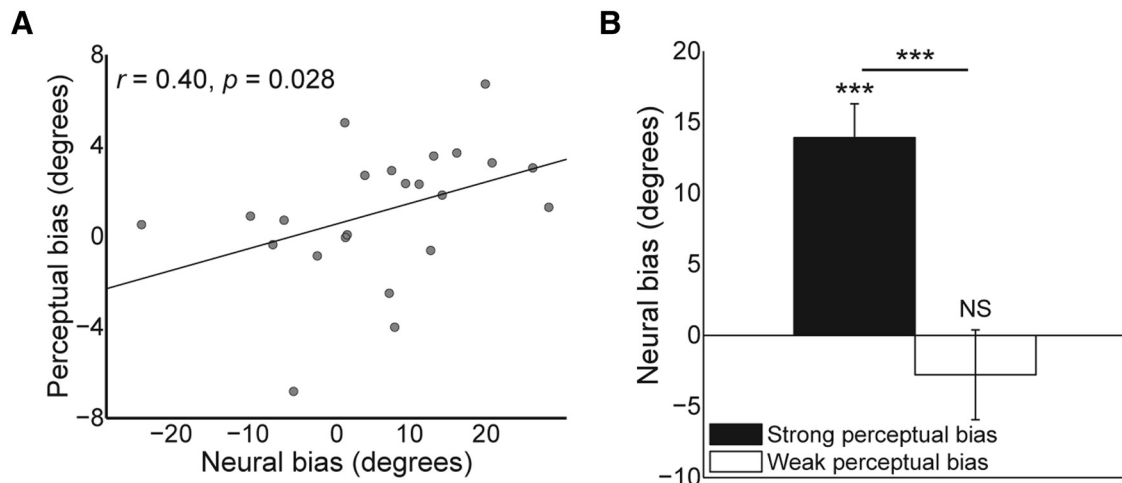 A
B
r = 0.40, p = 0.028
Perceptual bias (degrees)
8
4
0
−4
−8
−20 −10 0 10 20
Neural bias (degrees)
Neural bias (degrees)
20
15
10
5
0
−5
−10
***
***
NS
Strong perceptual bias
Weak perceptual bias